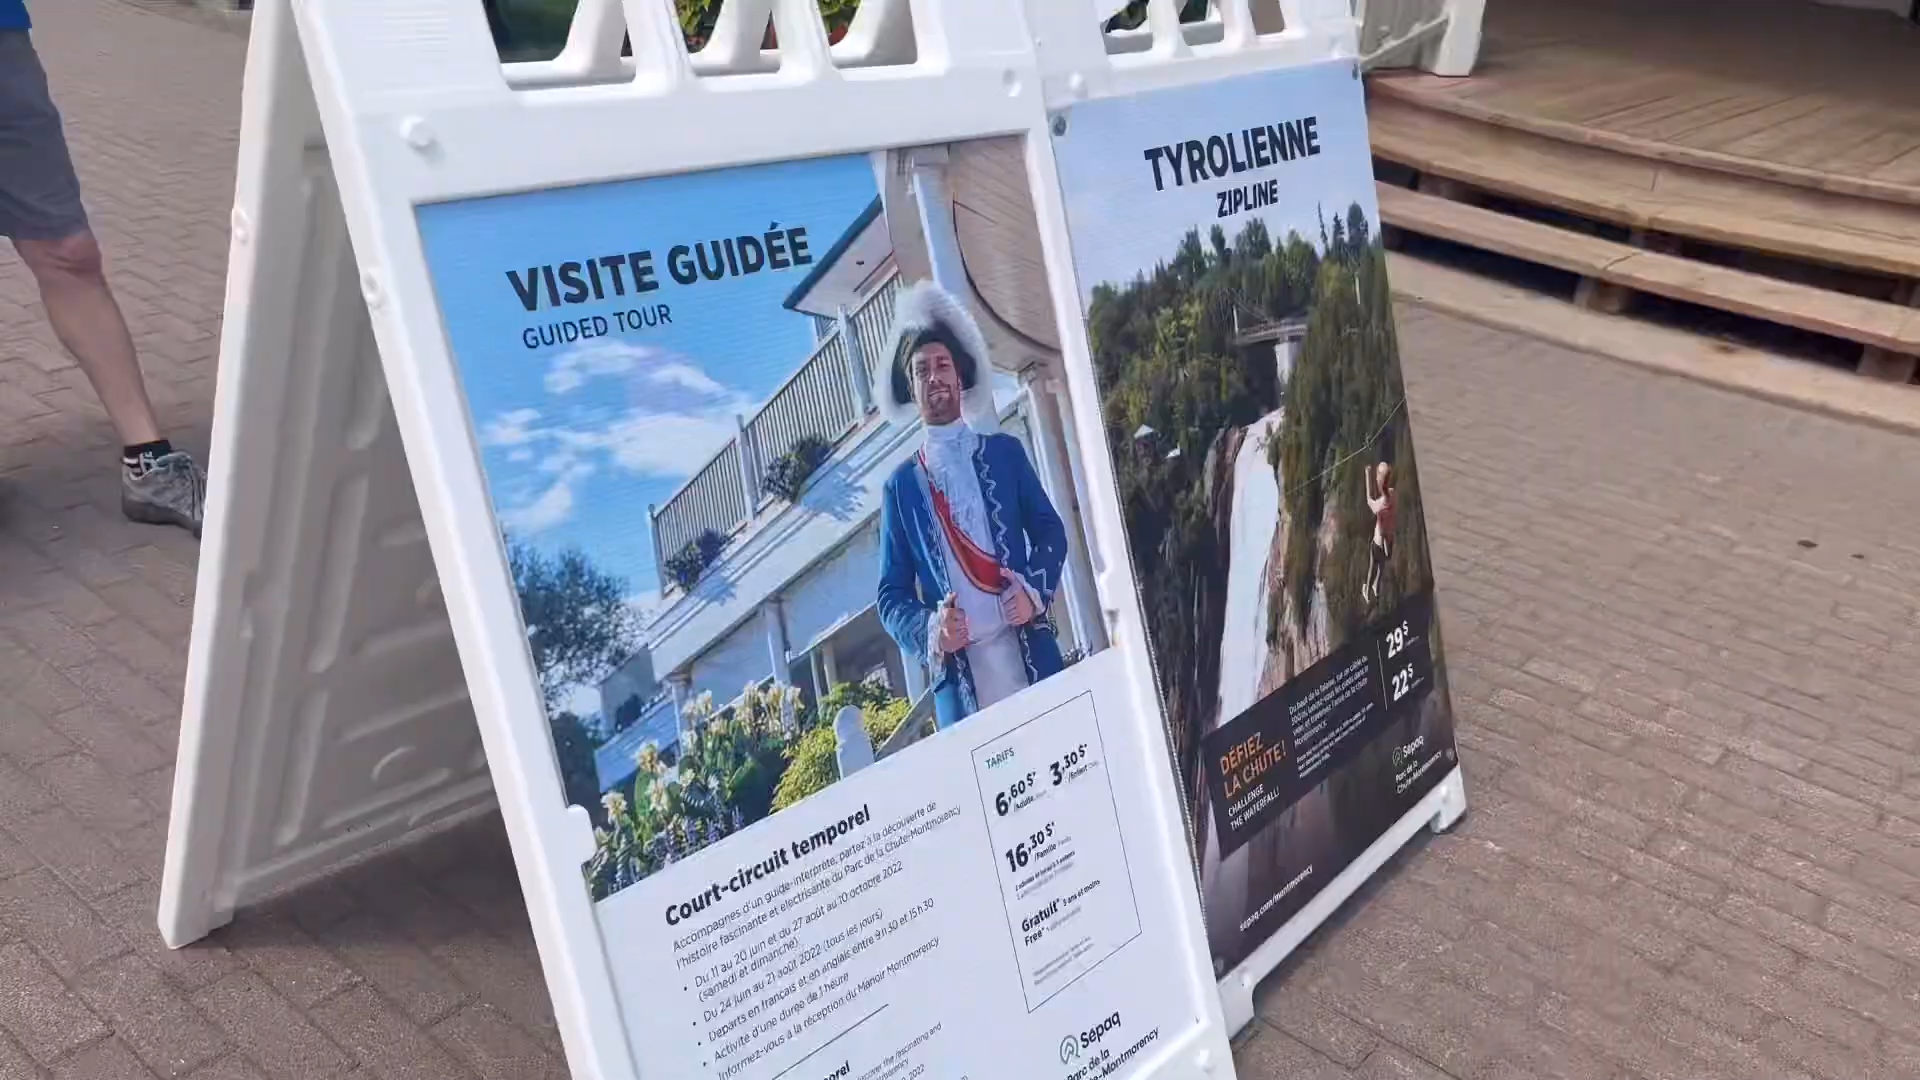 VISITE GUIDÉE
GUIDED TOUR
Court-circuit temporel
Accompagnés d'un guide-interprète, partez à la découverte de
l'histoire fascinante et électrisante du Parc de la Chute-Montmorency
• Du 11 au 20 juin et du 27 août au 10 octobre 2022
(samedi et dimanche)
• Du 24 juin au 21 août 2022 (tous les jours)
• Départs en français et en anglais entre 9 h 30 et 15 h 30
• Activité d'une durée de 1 heure
• Informez-vous à la réception du Manoir Montmorency
TARIFS
6,60 $* /Adulte
3,30 $* /Enfant
16,30 $* /Famille
Gratuit* 5 ans et moins
Free*
Sépaq
Parc de la
-Montmorency
TYROLIENNE
ZIPLINE
DÉFIEZ
LA CHUTE !
CHALLENGE
THE WATERFALL!
29$
22$
Sépaq
Parc de la
Chute-Montmorency
sepaq.com/montmorency